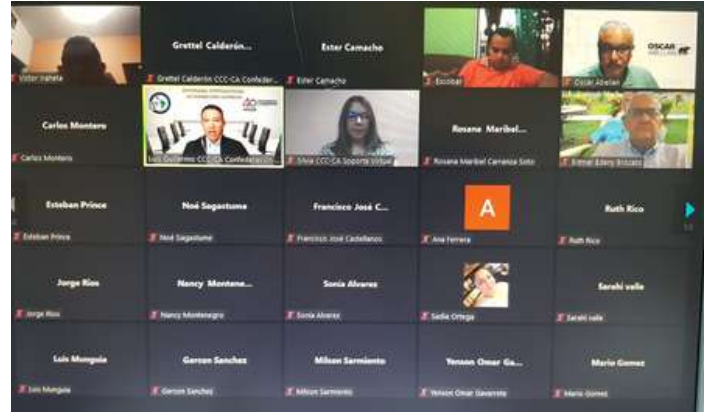 Victor Varela
Grettel Calderón...
Grettel Calderón CCC-CA Confeder...
Ester Camacho
Ester Camacho
Escobar
OSCAR
Oscar Abellan
Carlos Montero
Carlos Montero
Luis Guillermo CCC-CA Confederación
Silvia CCC-CA Soporte Virtual
Rosana Maribel...
Rosana Maribel Carranza Soto
Esteban Prince
Esteban Prince
Noé Sagastume
Noé Sagastume
Francisco José C...
Francisco José Castellanos
A
Ana Ferrera
Ruth Rico
Ruth Rico
Jorge Rios
Jorge Rios
Nancy Montene...
Nancy Montenegro
Sonia Alvarez
Sonia Alvarez
Sadia Ortega
Sarahi valle
Sarahi valle
Luis Munguia
Luis Munguia
Gerson Sanchez
Gerson Sanchez
Milson Sarmiento
Milson Sarmiento
Yenson Omar Ga...
Yenson Omar Gavarrete
Mario Gomez
Mario Gomez